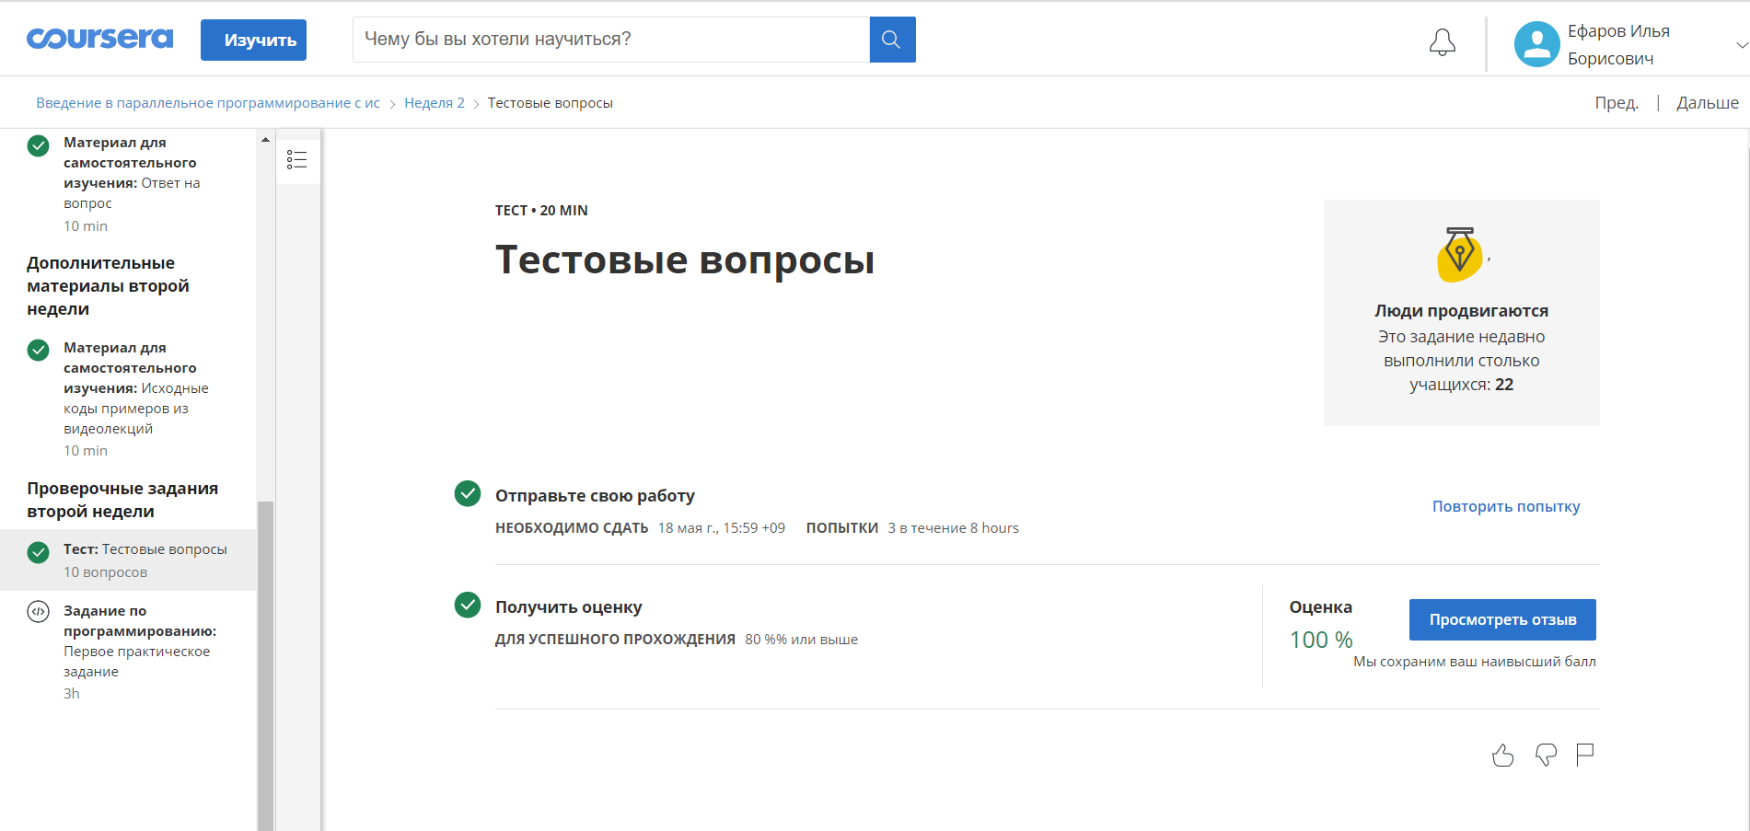 coursera
Изучить
Чему бы вы хотели научиться?
Ефаров Илья
Борисович
Введение в параллельное программирование с ис > Неделя 2 > Тестовые вопросы
Пред. | Дальше
Материал для
самостоятельного
изучения: Ответ на
вопрос
10 min
Дополнительные
материалы второй
недели
Материал для
самостоятельного
изучения: Исходные
коды примеров из
видеолекций
10 min
Проверочные задания
второй недели
Тест: Тестовые вопросы
10 вопросов
Задание по
программированию:
Первое практическое
задание
3h
ТЕСТ • 20 MIN
Тестовые вопросы
Люди продвигаются
Это задание недавно
выполнили столько
учащихся: 22
Отправьте свою работу
НЕОБХОДИМО СДАТЬ 18 мая г., 15:59 +09 ПОПЫТКИ 3 в течение 8 hours
Повторить попытку
Получить оценку
ДЛЯ УСПЕШНОГО ПРОХОЖДЕНИЯ 80 %% или выше
Оценка
100 %
Просмотреть отзыв
Мы сохраним ваш наивысший балл